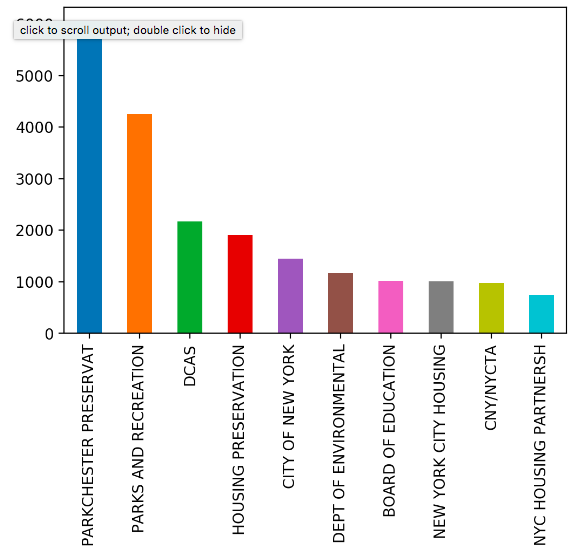 6000
click to scroll output; double click to hide
5000
4000
3000
2000
1000
0
PARKCHESTER PRESERVAT
PARKS AND RECREATION
DCAS
HOUSING PRESERVATION
CITY OF NEW YORK
DEPT OF ENVIRONMENTAL
BOARD OF EDUCATION
NEW YORK CITY HOUSING
CNY/NYCTA
NYC HOUSING PARTNERSH